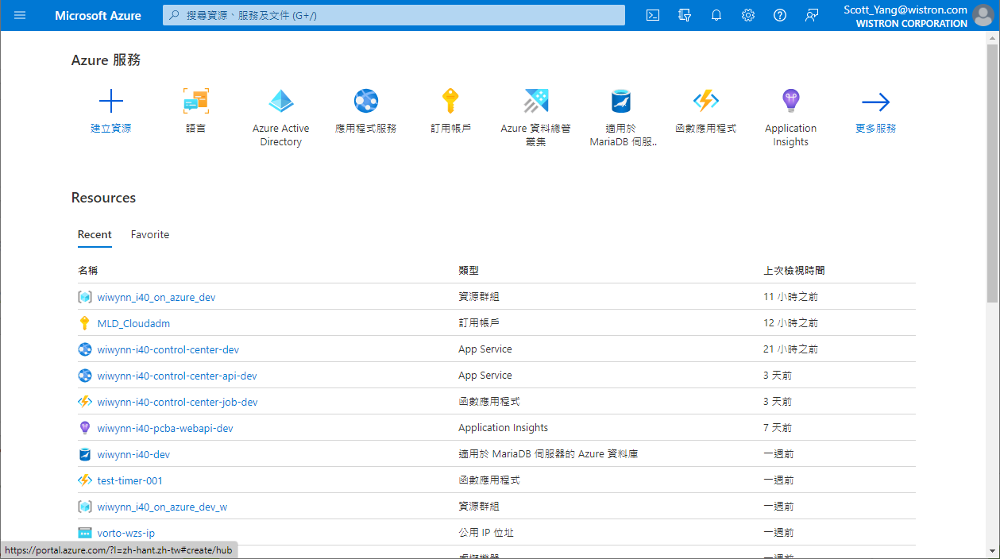 Microsoft Azure
搜尋資源、服務及文件 (G+/)
Scott_Yang@wistron.com
WISTRON CORPORATION
Azure 服務
建立資源
語言
Azure Active
Directory
應用程式服務
訂用帳戶
Azure 資料總管
叢集
適用於
MariaDB 伺服..
函數應用程式
Application
Insights
更多服務
Resources
Recent Favorite
名稱 類型 上次檢視時間
wiwynn_i40_on_azure_dev 資源群組 11 小時之前
MLD_Cloudadm 訂用帳戶 12 小時之前
wiwynn-i40-control-center-dev App Service 21 小時之前
wiwynn-i40-control-center-api-dev App Service 3 天前
wiwynn-i40-control-center-job-dev 函數應用程式 3 天前
wiwynn-i40-pcba-webapi-dev Application Insights 7 天前
wiwynn-i40-dev 適用於 MariaDB 伺服器的 Azure 資料庫 一週前
test-timer-001 函數應用程式 一週前
wiwynn_i40_on_azure_dev_w 資源群組 一週前
vorto-wzs-ip 公用 IP 位址 一週前
https://portal.azure.com/?l=zh-hant.zh-tw#create/hub
虛擬機器 一週前